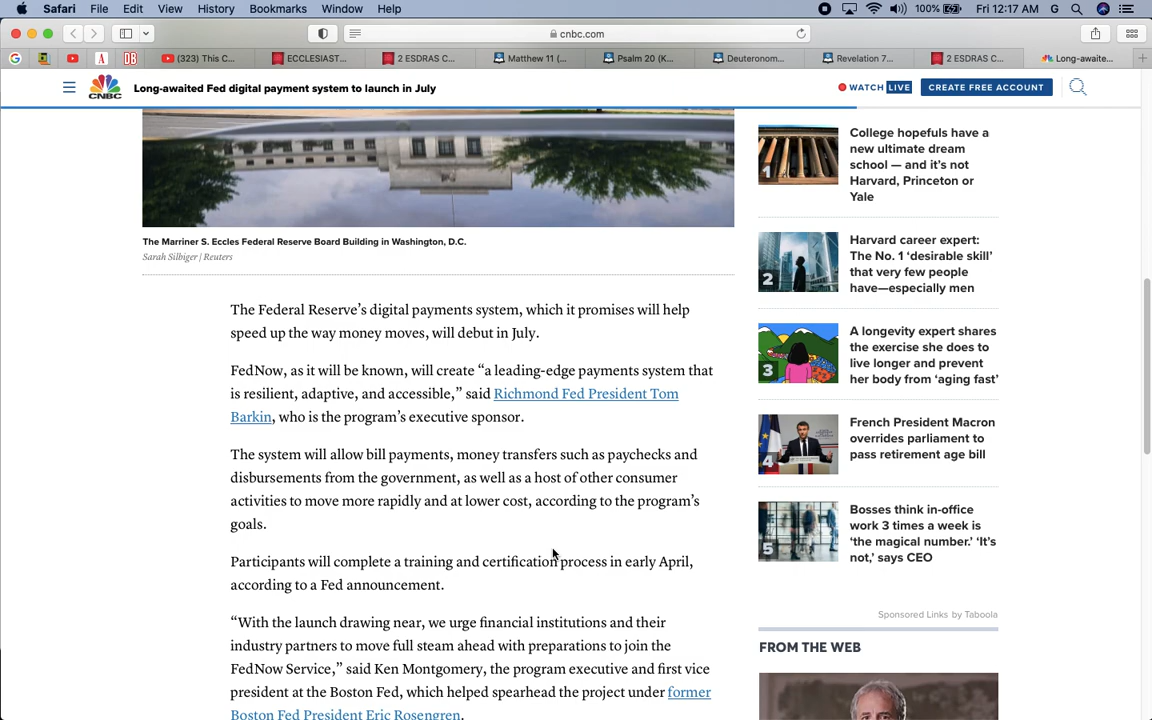 Safari File Edit View History Bookmarks Window Help 100% Fri 12:17 AM G
cnbc.com
G A DB (323) This C... ECCLESIAST... 2 ESDRAS C... Matthew 11 (... Psalm 20 (K... Deuteronom... Revelation 7... 2 ESDRAS C... Long-awaite...
CNBC Long-awaited Fed digital payment system to launch in July WATCH LIVE CREATE FREE ACCOUNT
The Marriner S. Eccles Federal Reserve Board Building in Washington, D.C.
Sarah Silbiger | Reuters
The Federal Reserve’s digital payments system, which it promises will help
speed up the way money moves, will debut in July.
FedNow, as it will be known, will create “a leading-edge payments system that
is resilient, adaptive, and accessible,” said Richmond Fed President Tom
Barkin, who is the program’s executive sponsor.
The system will allow bill payments, money transfers such as paychecks and
disbursements from the government, as well as a host of other consumer
activities to move more rapidly and at lower cost, according to the program’s
goals.
Participants will complete a training and certification process in early April,
according to a Fed announcement.
“With the launch drawing near, we urge financial institutions and their
industry partners to move full steam ahead with preparations to join the
FedNow Service,” said Ken Montgomery, the program executive and first vice
president at the Boston Fed, which helped spearhead the project under former
Boston Fed President Eric Rosengren.
1
College hopefuls have a
new ultimate dream
school — and it’s not
Harvard, Princeton or
Yale
2
Harvard career expert:
The No. 1 ‘desirable skill’
that very few people
have—especially men
3
A longevity expert shares
the exercise she does to
live longer and prevent
her body from ‘aging fast’
4
French President Macron
overrides parliament to
pass retirement age bill
5
Bosses think in-office
work 3 times a week is
‘the magical number.’ ‘It’s
not,’ says CEO
Sponsored Links by Taboola
FROM THE WEB